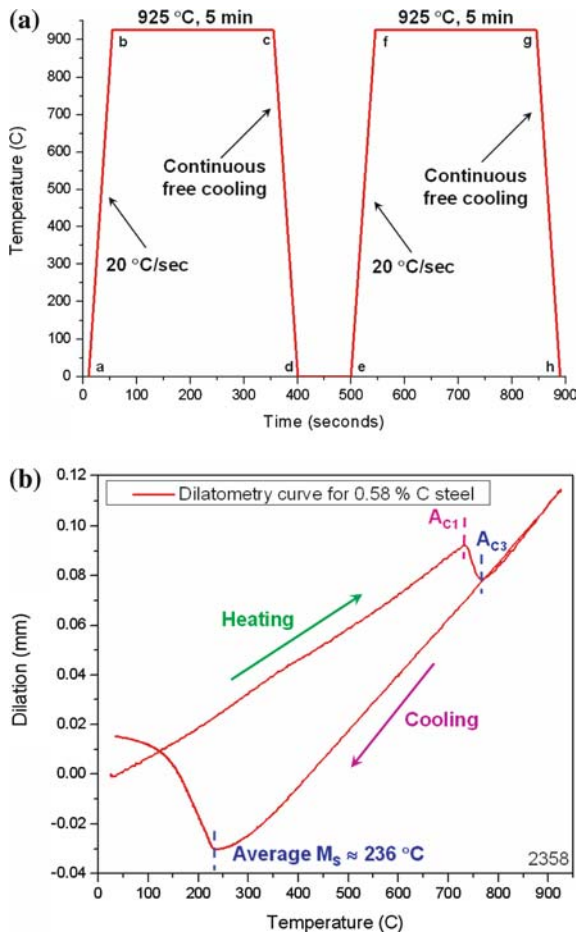 (a)
925 °C, 5 min
925 °C, 5 min
b
c
f
g
Continuous
free cooling
Continuous
free cooling
20 °C/sec
20 °C/sec
a
d
e
h
900
800
700
600
500
400
300
200
100
0
Temperature (C)
0 100 200 300 400 500 600 700 800 900
Time (seconds)
(b)
Dilatometry curve for 0.58 % C steel
AC1
AC3
Heating
Cooling
Average MS ≈ 236 °C
2358
0.12
0.10
0.08
0.06
0.04
0.02
0.00
-0.02
-0.04
Dilation (mm)
0 100 200 300 400 500 600 700 800 900 1000
Temperature (C)